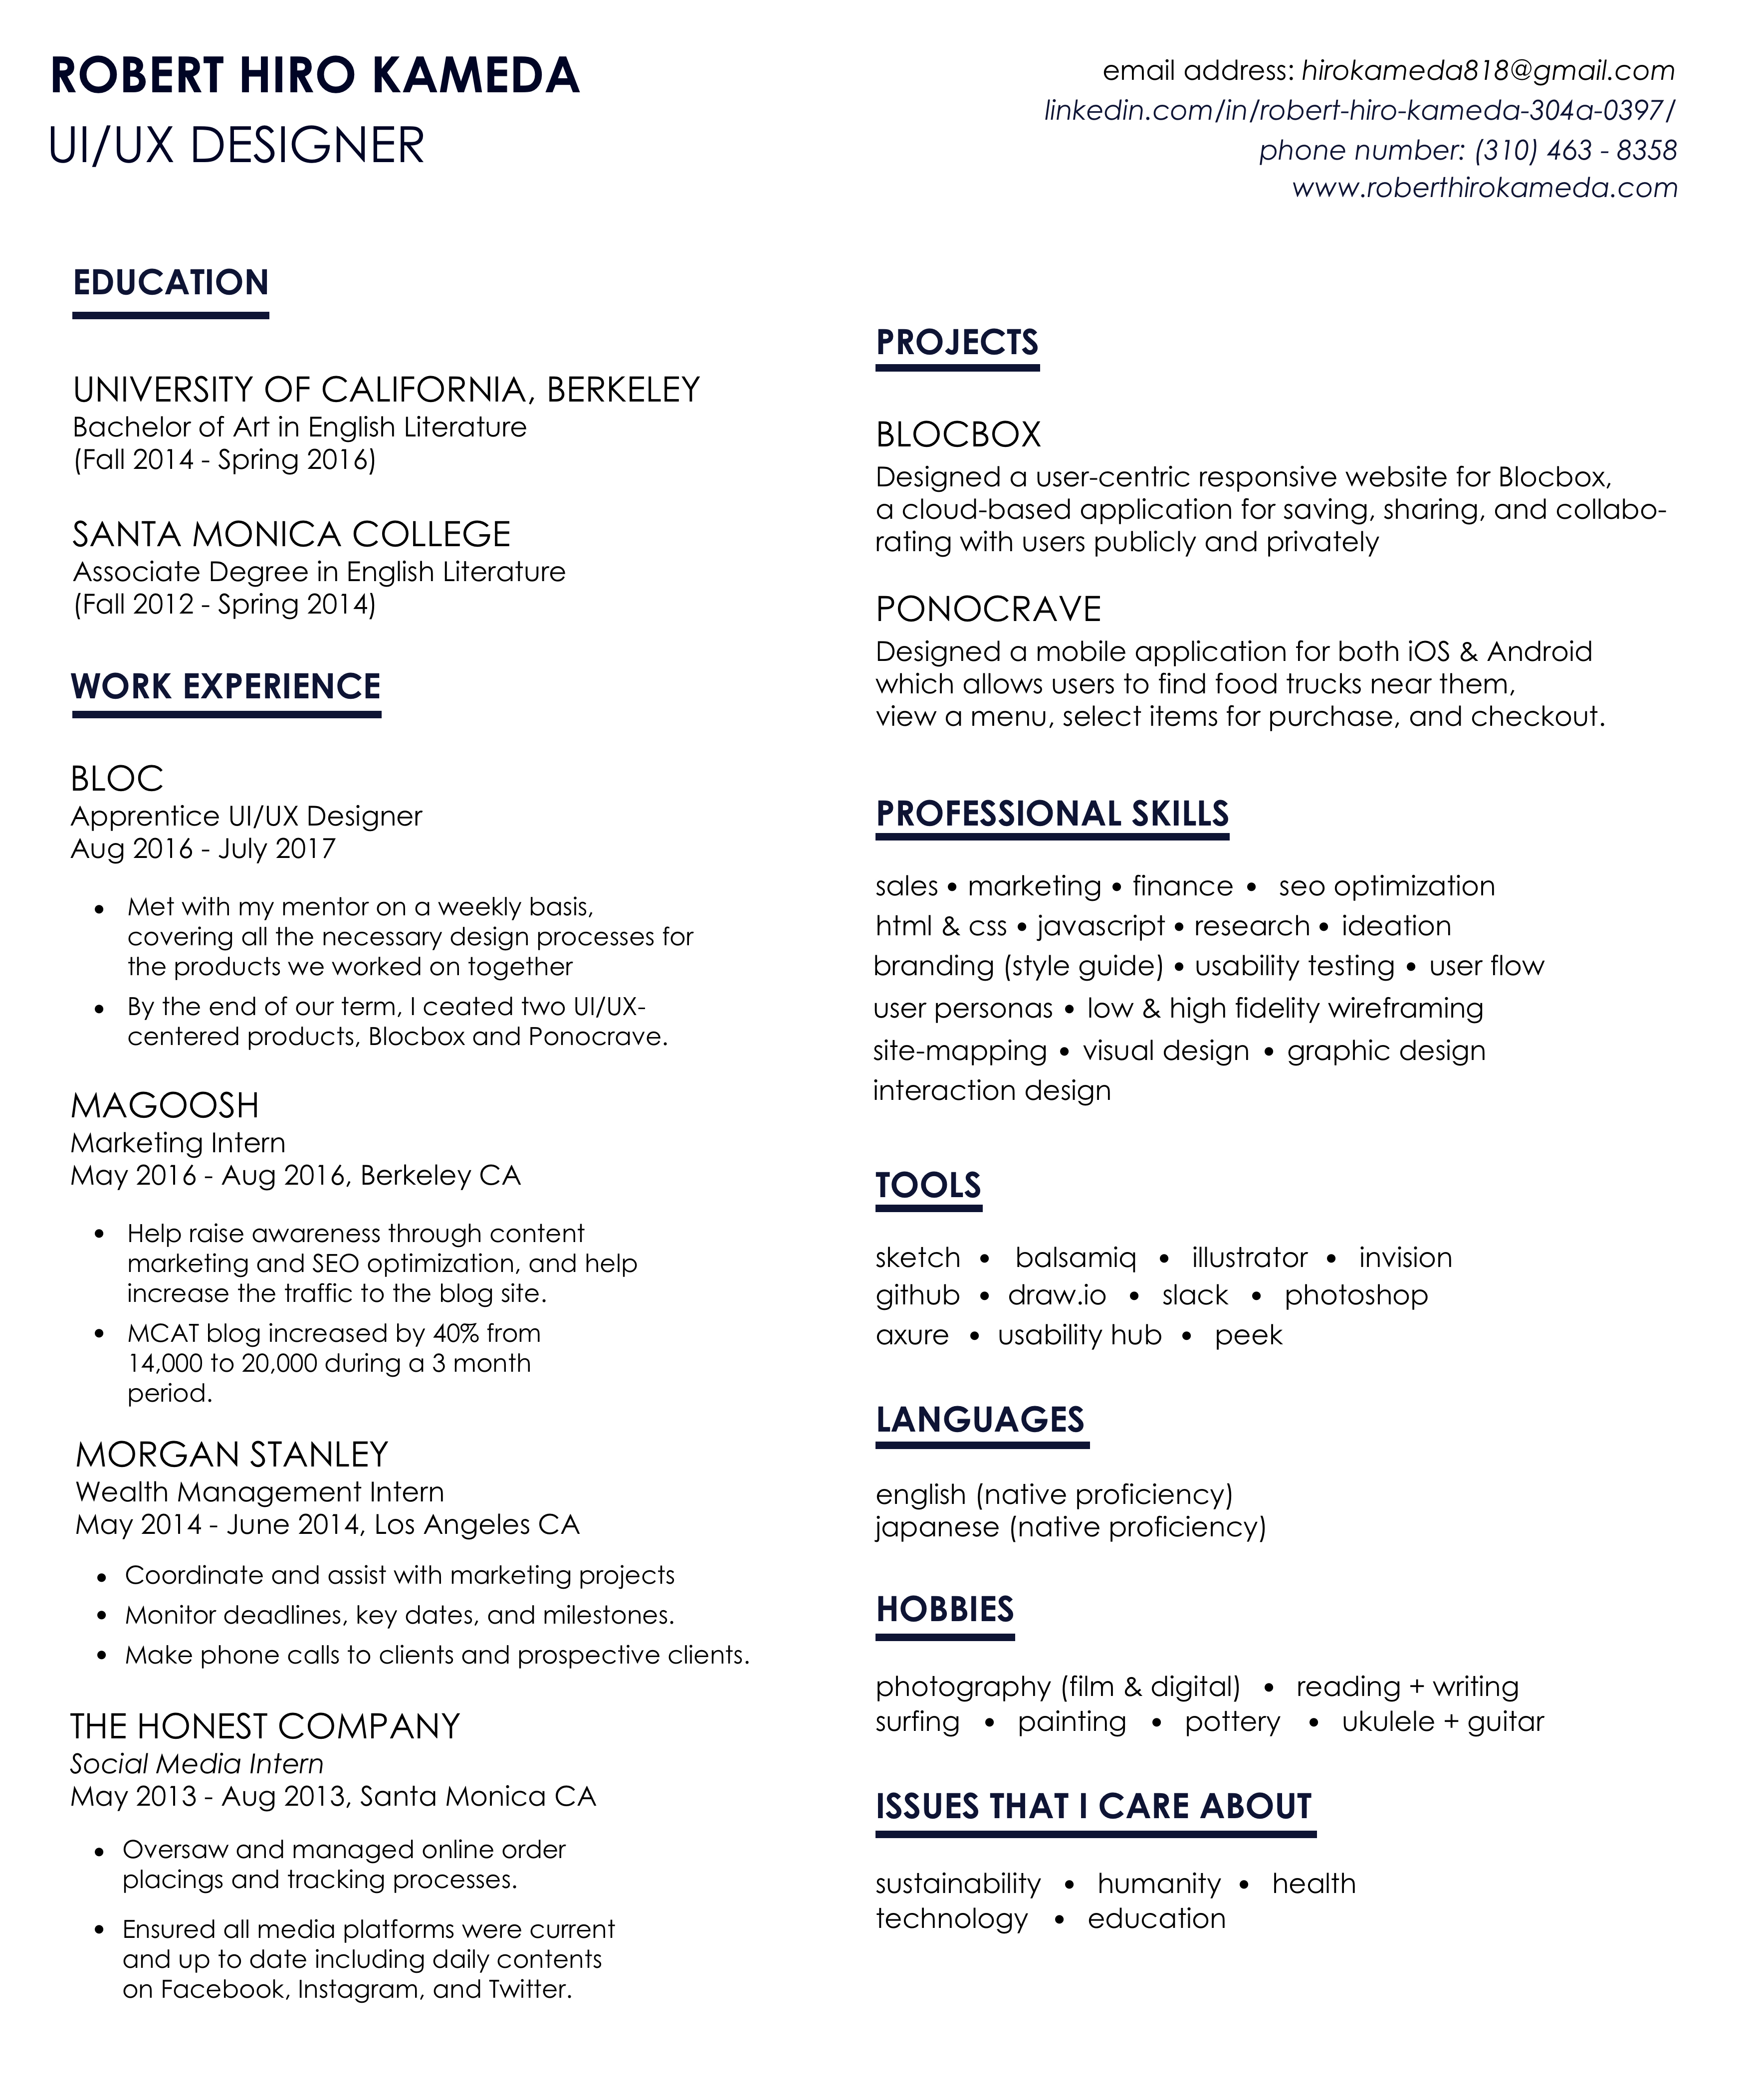 ROBERT HIRO KAMEDA
UI/UX DESIGNER
email address: hirokameda818@gmail.com
linkedin.com/in/robert-hiro-kameda-304a-0397/
phone number: (310) 463 - 8358
www.roberthirokameda.com
EDUCATION
UNIVERSITY OF CALIFORNIA, BERKELEY
Bachelor of Art in English Literature
(Fall 2014 - Spring 2016)
SANTA MONICA COLLEGE
Associate Degree in English Literature
(Fall 2012 - Spring 2014)
WORK EXPERIENCE
BLOC
Apprentice UI/UX Designer
Aug 2016 - July 2017
• Met with my mentor on a weekly basis,
covering all the necessary design processes for
the products we worked on together
• By the end of our term, I ceated two UI/UX-
centered products, Blocbox and Ponocrave.
MAGOOSH
Marketing Intern
May 2016 - Aug 2016, Berkeley CA
• Help raise awareness through content
marketing and SEO optimization, and help
increase the traffic to the blog site.
• MCAT blog increased by 40% from
14,000 to 20,000 during a 3 month
period.
MORGAN STANLEY
Wealth Management Intern
May 2014 - June 2014, Los Angeles CA
• Coordinate and assist with marketing projects
• Monitor deadlines, key dates, and milestones.
• Make phone calls to clients and prospective clients.
THE HONEST COMPANY
Social Media Intern
May 2013 - Aug 2013, Santa Monica CA
• Oversaw and managed online order
placings and tracking processes.
• Ensured all media platforms were current
and up to date including daily contents
on Facebook, Instagram, and Twitter.
PROJECTS
BLOCBOX
Designed a user-centric responsive website for Blocbox,
a cloud-based application for saving, sharing, and collabo-
rating with users publicly and privately
PONOCRAVE
Designed a mobile application for both iOS & Android
which allows users to find food trucks near them,
view a menu, select items for purchase, and checkout.
PROFESSIONAL SKILLS
sales • marketing • finance • seo optimization
html & css • javascript • research • ideation
branding (style guide) • usability testing • user flow
user personas • low & high fidelity wireframing
site-mapping • visual design • graphic design
interaction design
TOOLS
sketch • balsamiq • illustrator • invision
github • draw.io • slack • photoshop
axure • usability hub • peek
LANGUAGES
english (native proficiency)
japanese (native proficiency)
HOBBIES
photography (film & digital) • reading + writing
surfing • painting • pottery • ukulele + guitar
ISSUES THAT I CARE ABOUT
sustainability • humanity • health
technology • education